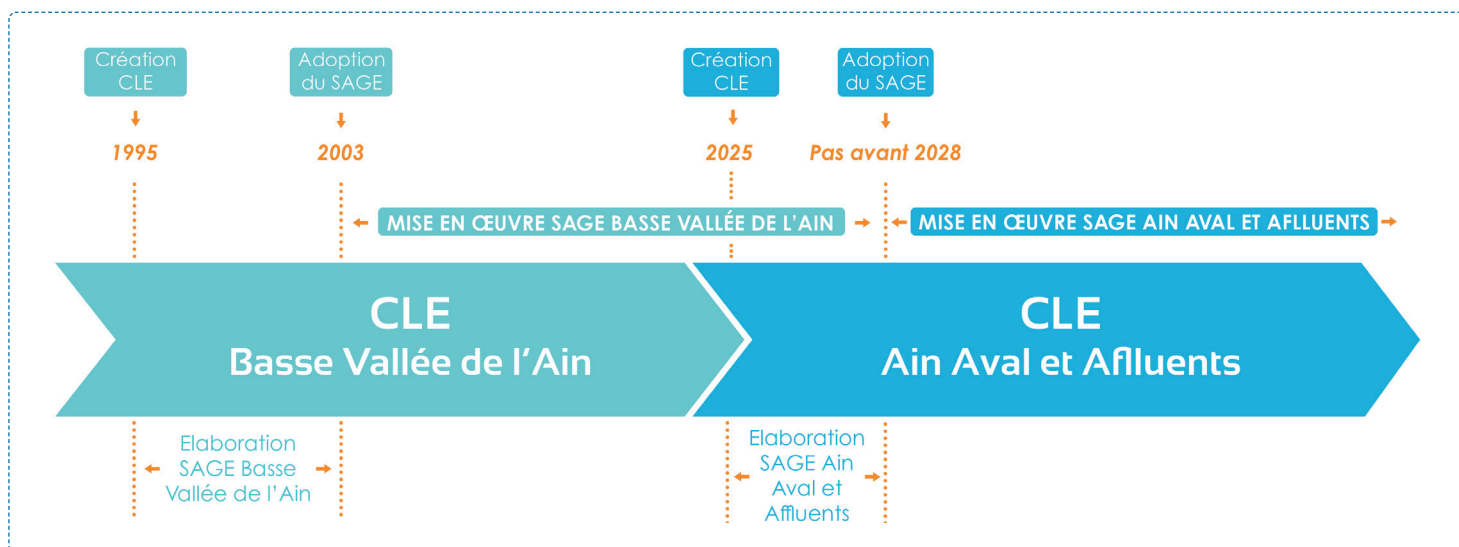 Création
CLE
Adoption
du SAGE
Création
CLE
Adoption
du SAGE
1995
2003
2025
Pas avant 2028
MISE EN ŒUVRE SAGE BASSE VALLÉE DE L'AIN
MISE EN ŒUVRE SAGE AIN AVAL ET AFLLUENTS
CLE
Basse Vallée de l'Ain
CLE
Ain Aval et Aflluents
Elaboration
SAGE Basse
Vallée de l'Ain
Elaboration
SAGE Ain
Aval et
Affluents